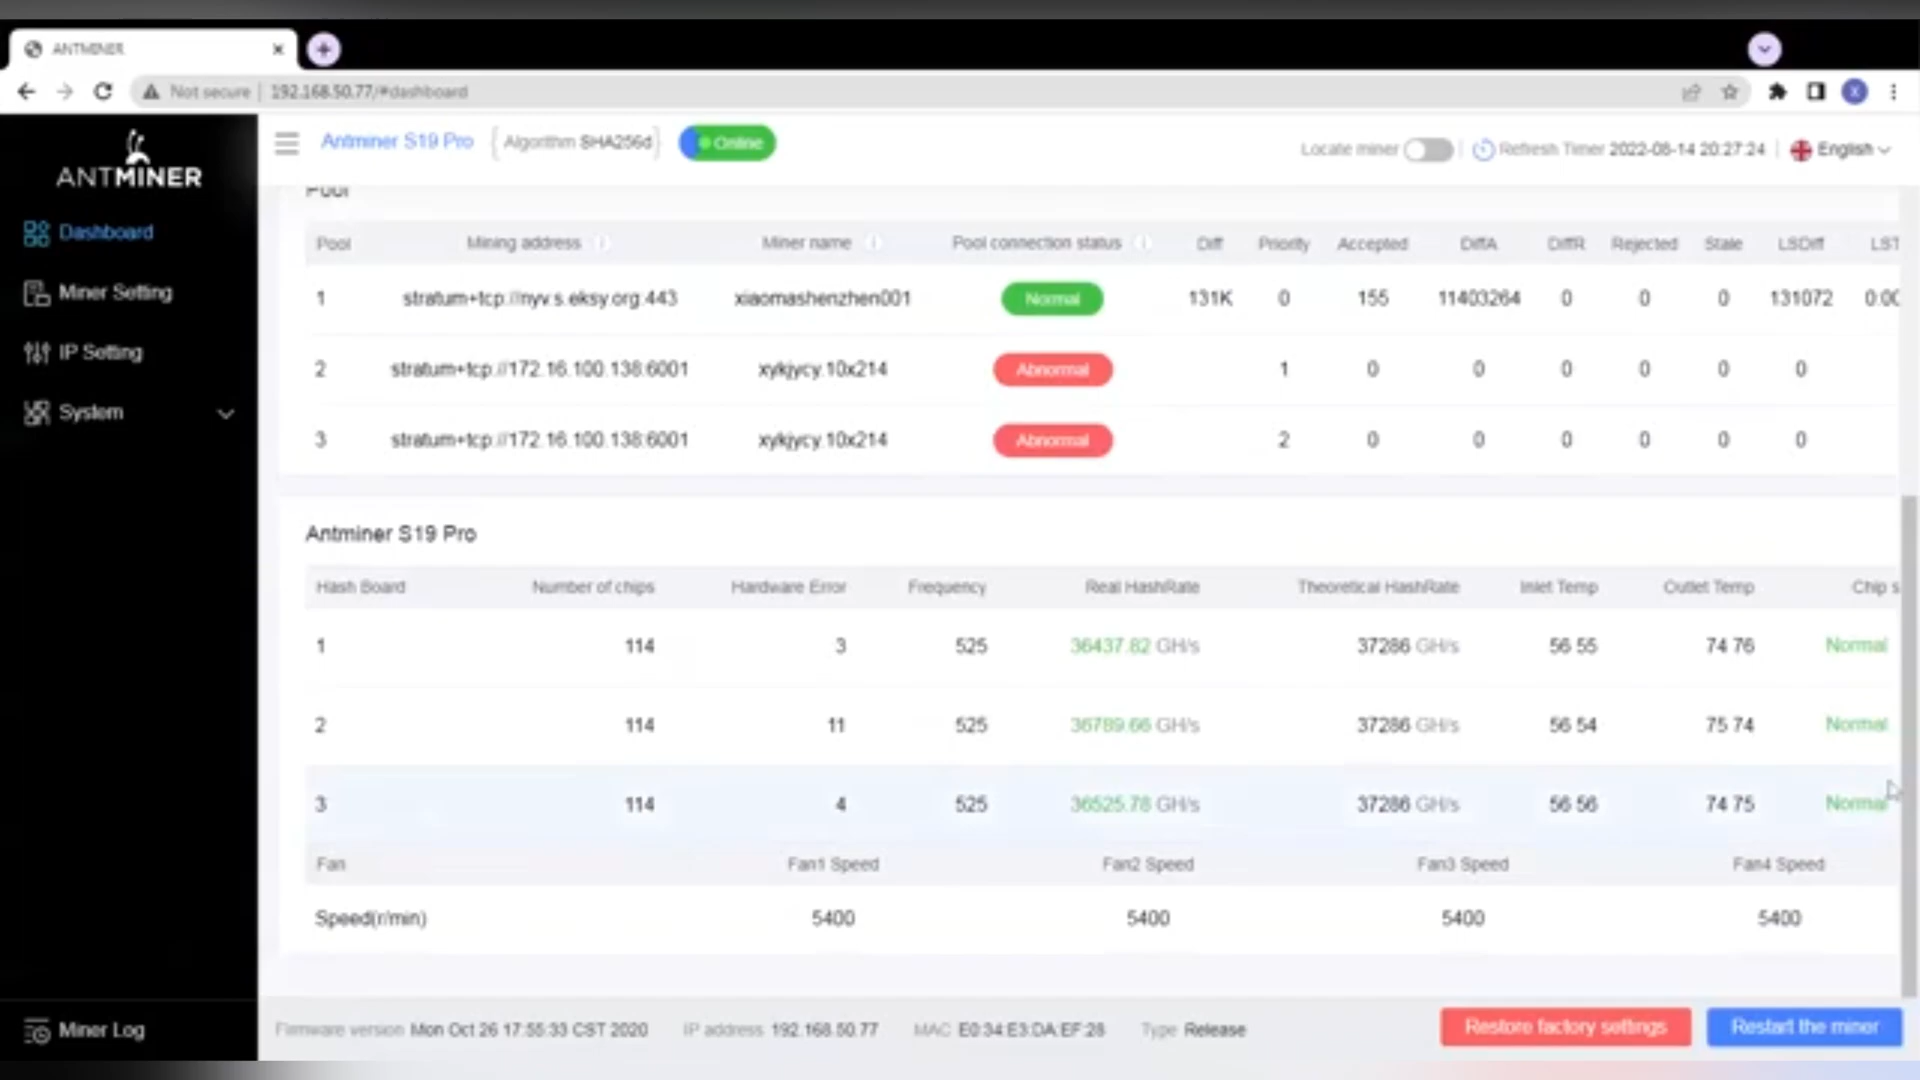 ANTMINER
Not secure | 192.168.50.77/#dashboard
ANTMINER
Antminer S19 Pro Algorithm SHA256d Online Locate miner Refresh Timer 2022-08-14 20:27:24 English
Dashboard
Miner Setting
IP Setting
System
Miner Log
Pool
Pool Mining address Miner name Pool connection status Diff Priority Accepted DiffA DiffR Rejected Stale LSDiff LST
1 stratum+tcp://nyv.s.eksy.org:443 xiaomashenzhen001 Normal 131K 0 155 11403264 0 0 0 131072 0:00
2 stratum+tcp://172.16.100.138:6001 xykjycy.10x214 Abnormal 1 0 0 0 0 0 0
3 stratum+tcp://172.16.100.138:6001 xykjycy.10x214 Abnormal 2 0 0 0 0 0 0
Antminer S19 Pro
Hash Board Number of chips Hardware Error Frequency Real HashRate Theoretical HashRate Inlet Temp Outlet Temp Chip s
1 114 3 525 36437.82 GH/s 37286 GH/s 56 55 74 76 Normal
2 114 11 525 36789.66 GH/s 37286 GH/s 56 54 75 74 Normal
3 114 4 525 36525.78 GH/s 37286 GH/s 56 56 74 75 Normal
Fan Fan1 Speed Fan2 Speed Fan3 Speed Fan4 Speed
Speed(r/min) 5400 5400 5400 5400
Firmware version Mon Oct 26 17:55:33 CST 2020 IP address 192.168.50.77 MAC E0:34:E3:DA:EF:28 Type Release Restore factory settings Restart the miner